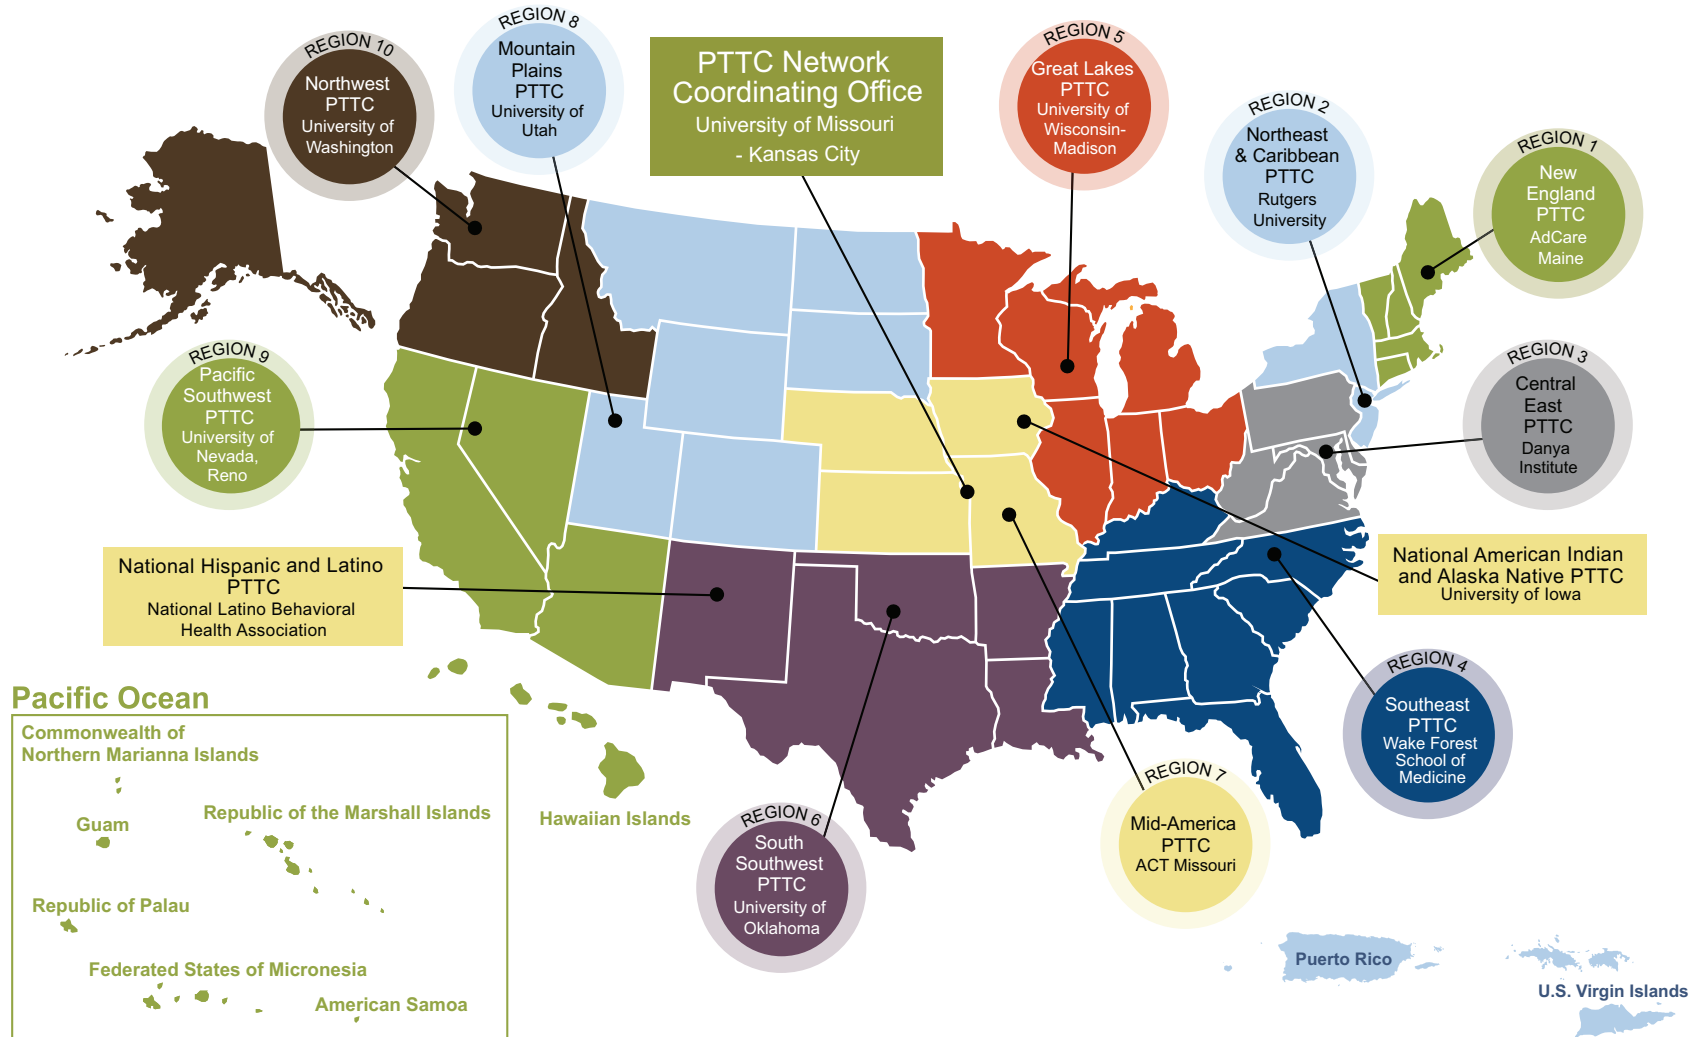 REGION 10
Northwest
PTTC
University of
Washington
REGION 8
Mountain
Plains
PTTC
University of
Utah
PTTC Network
Coordinating Office
University of Missouri
- Kansas City
REGION 5
Great Lakes
PTTC
University of
Wisconsin-
Madison
REGION 2
Northeast
& Caribbean
PTTC
Rutgers
University
REGION 1
New
England
PTTC
AdCare
Maine
REGION 9
Pacific
Southwest
PTTC
University of
Nevada,
Reno
REGION 3
Central
East
PTTC
Danya
Institute
National Hispanic and Latino
PTTC
National Latino Behavioral
Health Association
National American Indian
and Alaska Native PTTC
University of Iowa
REGION 4
Southeast
PTTC
Wake Forest
School of
Medicine
REGION 7
Mid-America
PTTC
ACT Missouri
REGION 6
South
Southwest
PTTC
University of
Oklahoma
Pacific Ocean
Commonwealth of
Northern Marianna Islands
Guam
Republic of the Marshall Islands
Republic of Palau
Federated States of Micronesia
American Samoa
Hawaiian Islands
Puerto Rico
U.S. Virgin Islands